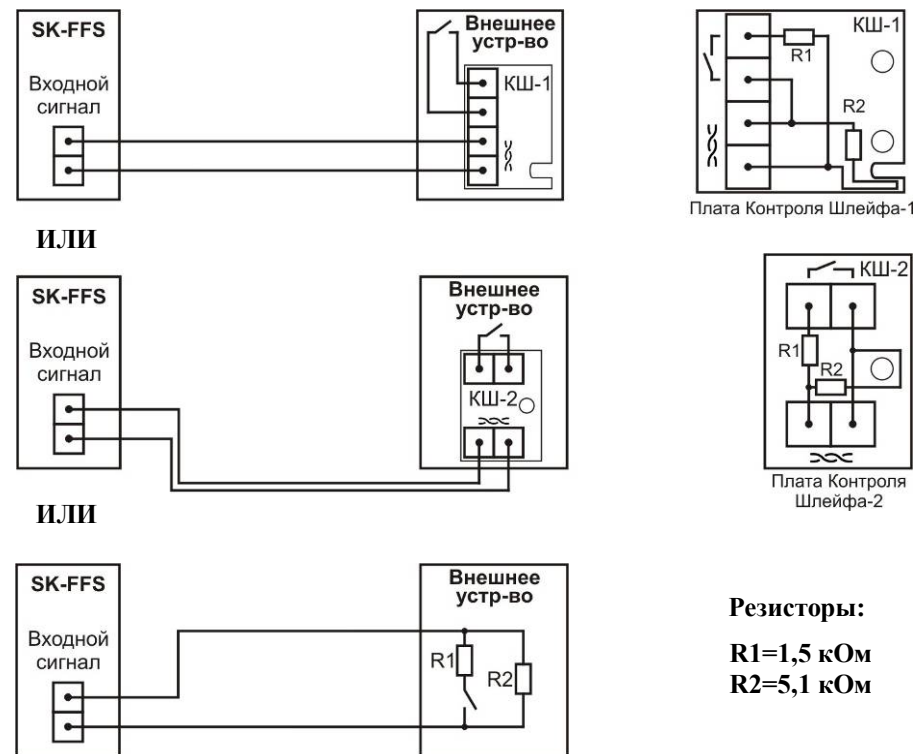 SK-FFS
Входной
сигнал
Внешнее
устр-во
КШ-1
КШ-1
R1
R2
Плата Контроля Шлейфа-1
ИЛИ
SK-FFS
Входной
сигнал
Внешнее
устр-во
КШ-2
КШ-2
R1
R2
Плата Контроля
Шлейфа-2
ИЛИ
SK-FFS
Входной
сигнал
Внешнее
устр-во
R1
R2
Резисторы:
R1=1,5 кОм
R2=5,1 кОм